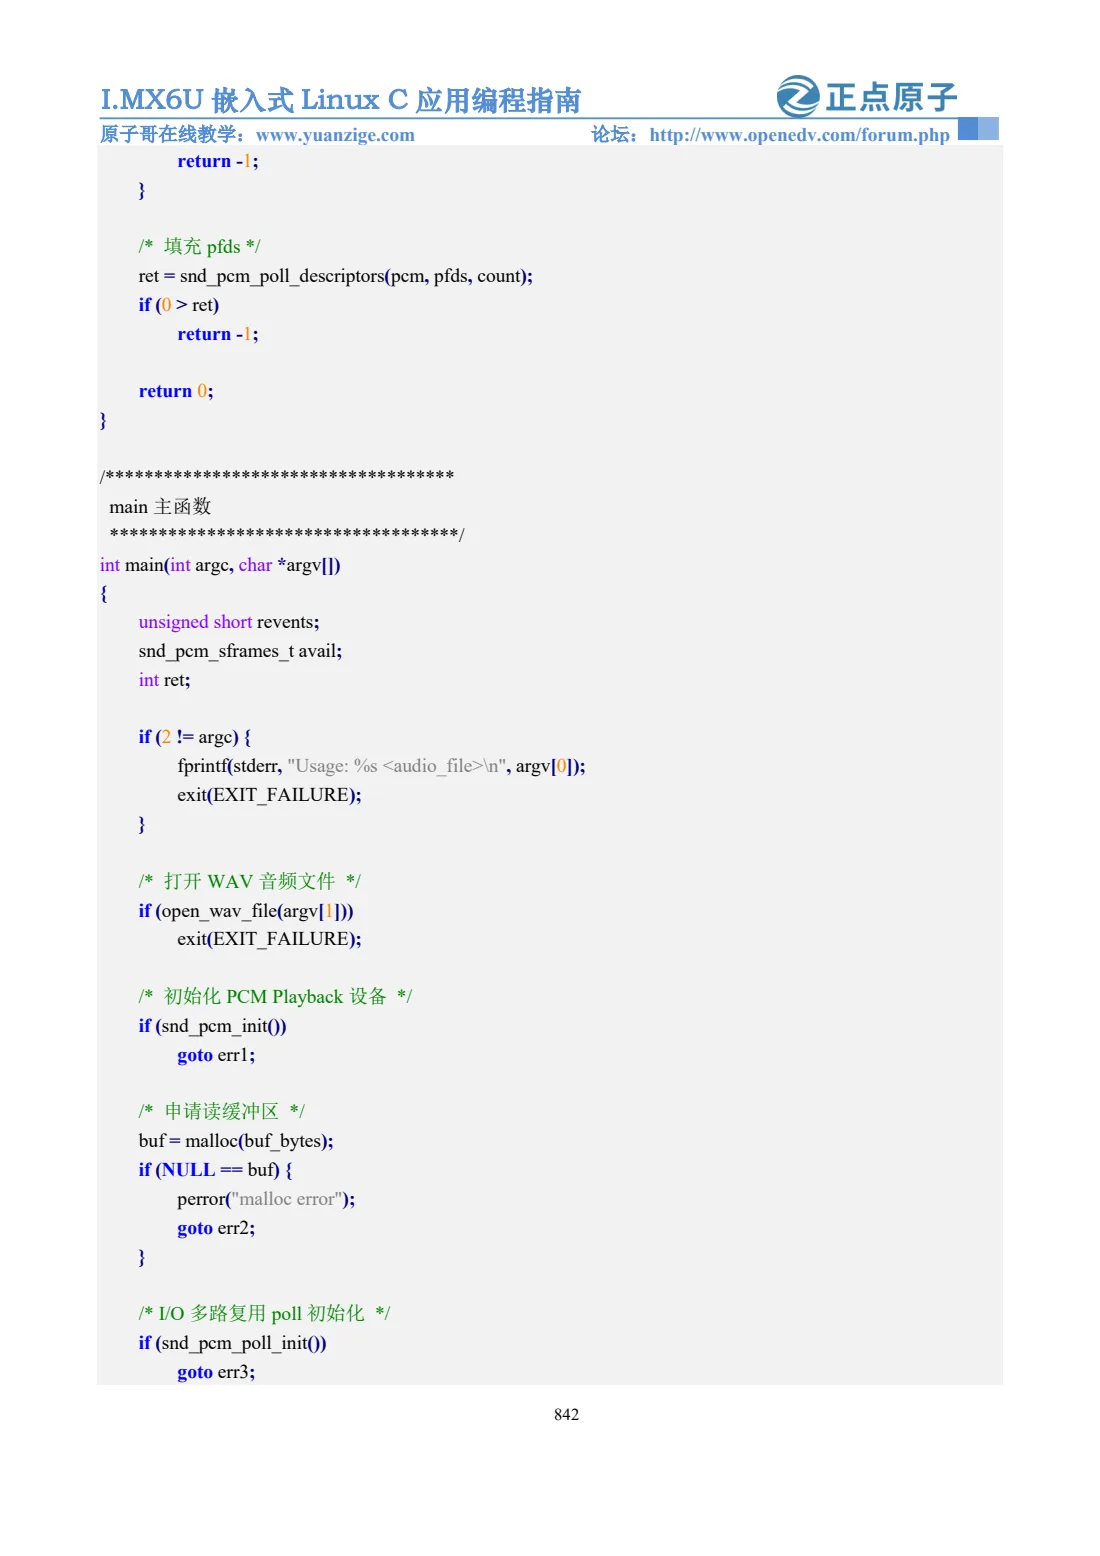 I.MX6U 嵌入式 Linux C 应用编程指南
正点原子
原子哥在线教学：www.yuanzige.com 论坛：http://www.openedv.com/forum.php
return -1;
}
/* 填充 pfds */
ret = snd_pcm_poll_descriptors(pcm, pfds, count);
if (0 > ret)
return -1;
return 0;
}
/************************************
main 主函数
************************************/
int main(int argc, char *argv[])
{
unsigned short revents;
snd_pcm_sframes_t avail;
int ret;
if (2 != argc) {
fprintf(stderr, "Usage: %s <audio_file>\n", argv[0]);
exit(EXIT_FAILURE);
}
/* 打开 WAV 音频文件 */
if (open_wav_file(argv[1]))
exit(EXIT_FAILURE);
/* 初始化 PCM Playback 设备 */
if (snd_pcm_init())
goto err1;
/* 申请读缓冲区 */
buf = malloc(buf_bytes);
if (NULL == buf) {
perror("malloc error");
goto err2;
}
/* I/O 多路复用 poll 初始化 */
if (snd_pcm_poll_init())
goto err3;
842